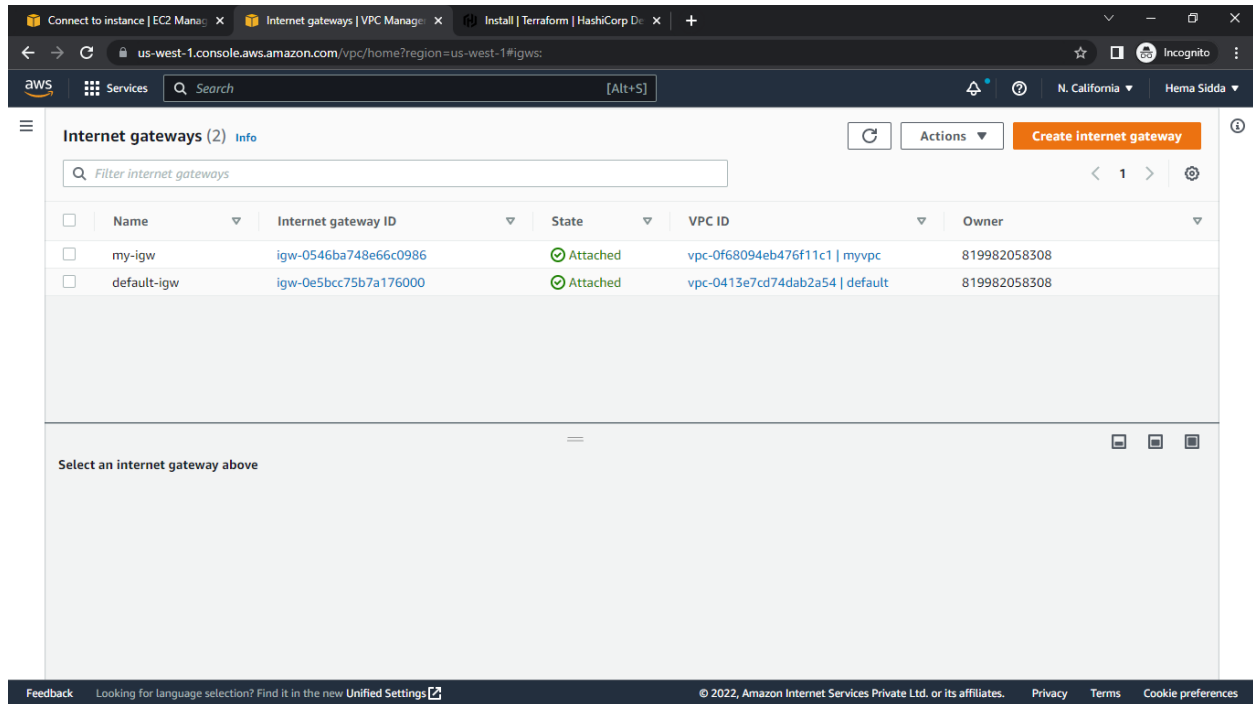 Connect to instance | EC2 Manag
Internet gateways | VPC Manage
Install | Terraform | HashiCorp De
us-west-1.console.aws.amazon.com/vpc/home?region=us-west-1#igws:
Incognito
aws
Services
Search
[Alt+S]
N. California
Hema Sidda
Internet gateways (2) Info
Actions
Create internet gateway
Filter internet gateways
1
Name Internet gateway ID State VPC ID Owner
my-igw igw-0546ba748e66c0986 Attached vpc-0f68094eb476f11c1 | myvpc 819982058308
default-igw igw-0e5bcc75b7a176000 Attached vpc-0413e7cd74dab2a54 | default 819982058308
Select an internet gateway above
Feedback Looking for language selection? Find it in the new Unified Settings © 2022, Amazon Internet Services Private Ltd. or its affiliates. Privacy Terms Cookie preferences